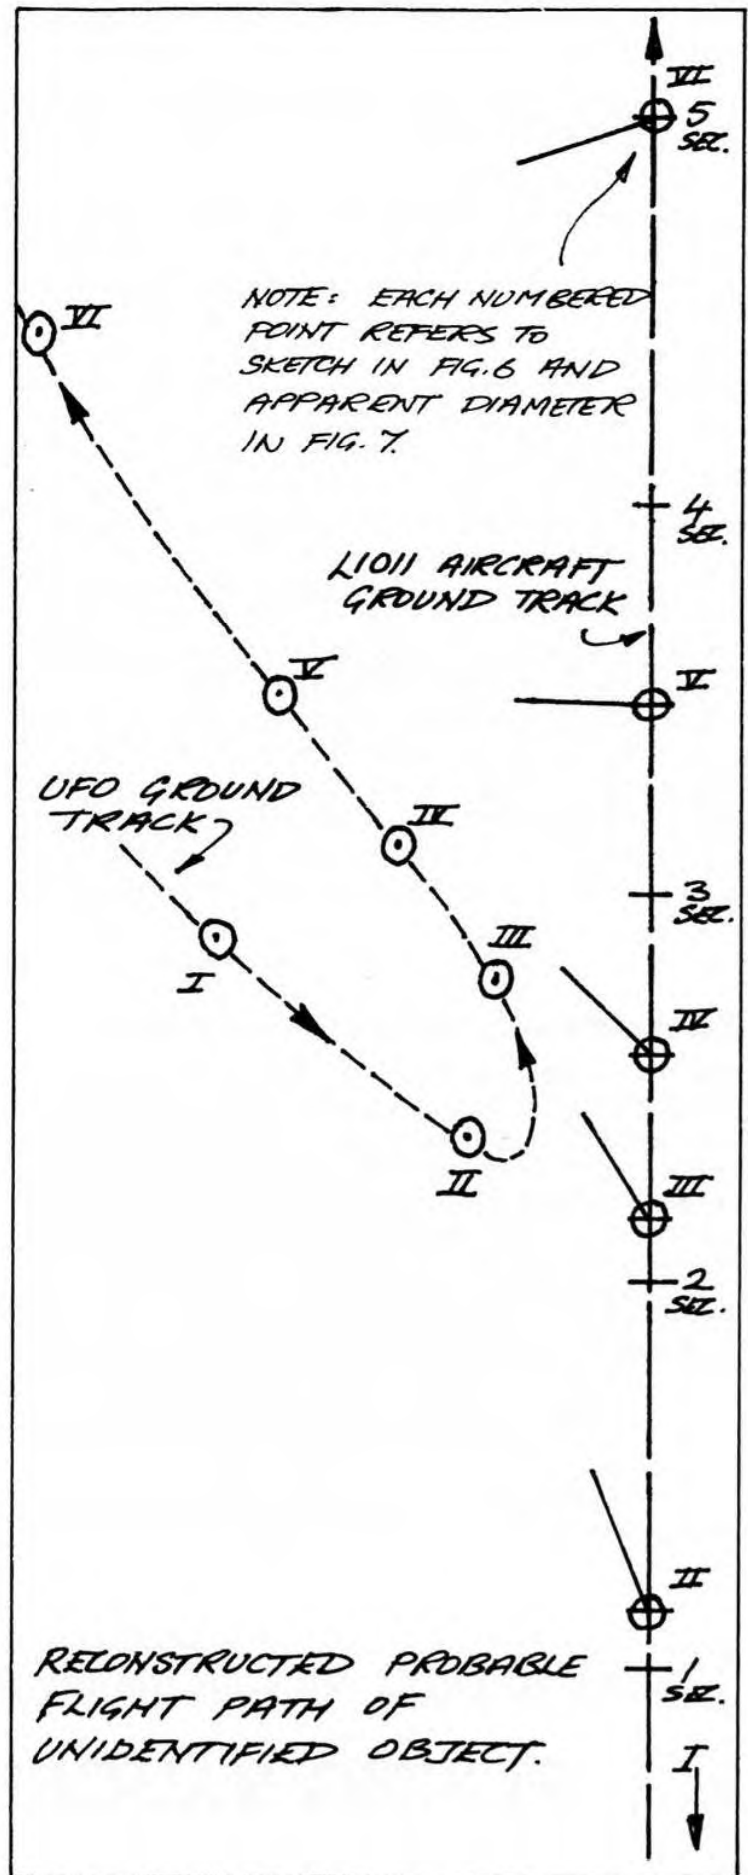 VI
5
SEC.
NOTE: EACH NUMBERED
POINT REFERS TO
SKETCH IN FIG. 6 AND
APPARENT DIAMETER
IN FIG. 7.
VI
4
SEC.
L1011 AIRCRAFT
GROUND TRACK
V
V
UFO GROUND
TRACK
IV
3
SEC.
III
I
IV
II
III
2
SEC.
II
RECONSTRUCTED PROBABLE
FLIGHT PATH OF
UNIDENTIFIED OBJECT.
1
SEC.
I